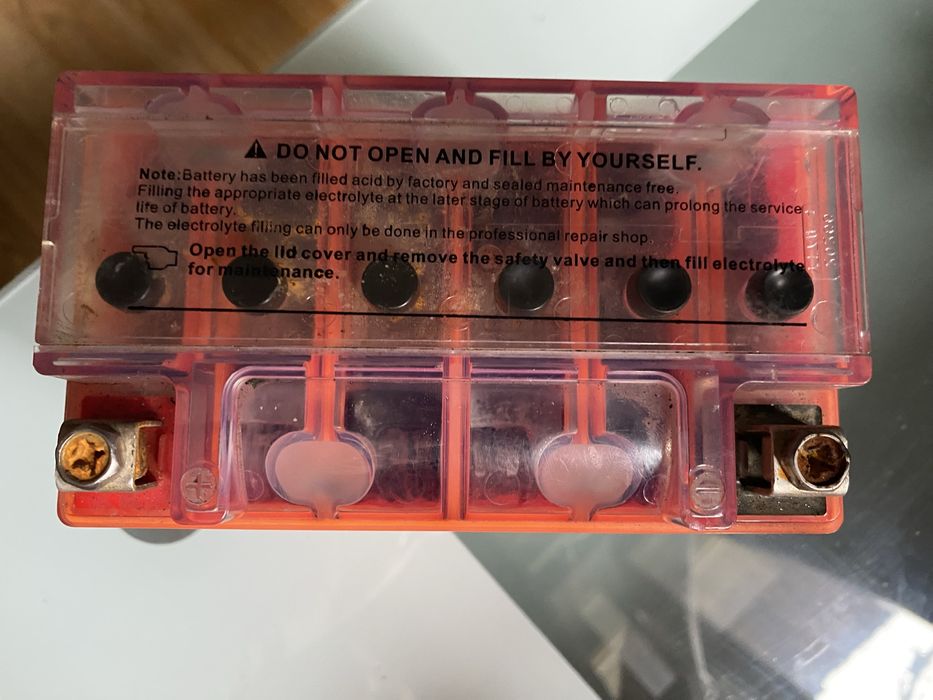 ⚠ DO NOT OPEN AND FILL BY YOURSELF.
Note:Battery has been filled acid by factory and sealed maintenance free.
Filling the appropriate electrolyte at the later stage of battery which can prolong the service
life of battery.
The electrolyte filling can only be done in the professional repair shop.
Open the lid cover and remove the safety valve and then fill electrolyte
for maintenance.
+
−